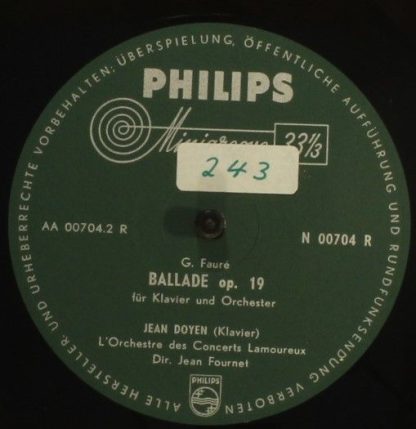 ALLE HERSTELLER UND URHEBERRECHTE VORBEHALTEN: ÜBERSPIELUNG, ÖFFENTLICHE AUFFÜHRUNG UND RUNDFUNKSENDUNG VERBOTEN
PHILIPS
Minigroove 33⅓
243
AA 00704.2 R
N 00704 R
G. Fauré
BALLADE op. 19
für Klavier und Orchester
JEAN DOYEN (Klavier)
L'Orchestre des Concerts Lamoureux
Dir. Jean Fournet
PHILIPS